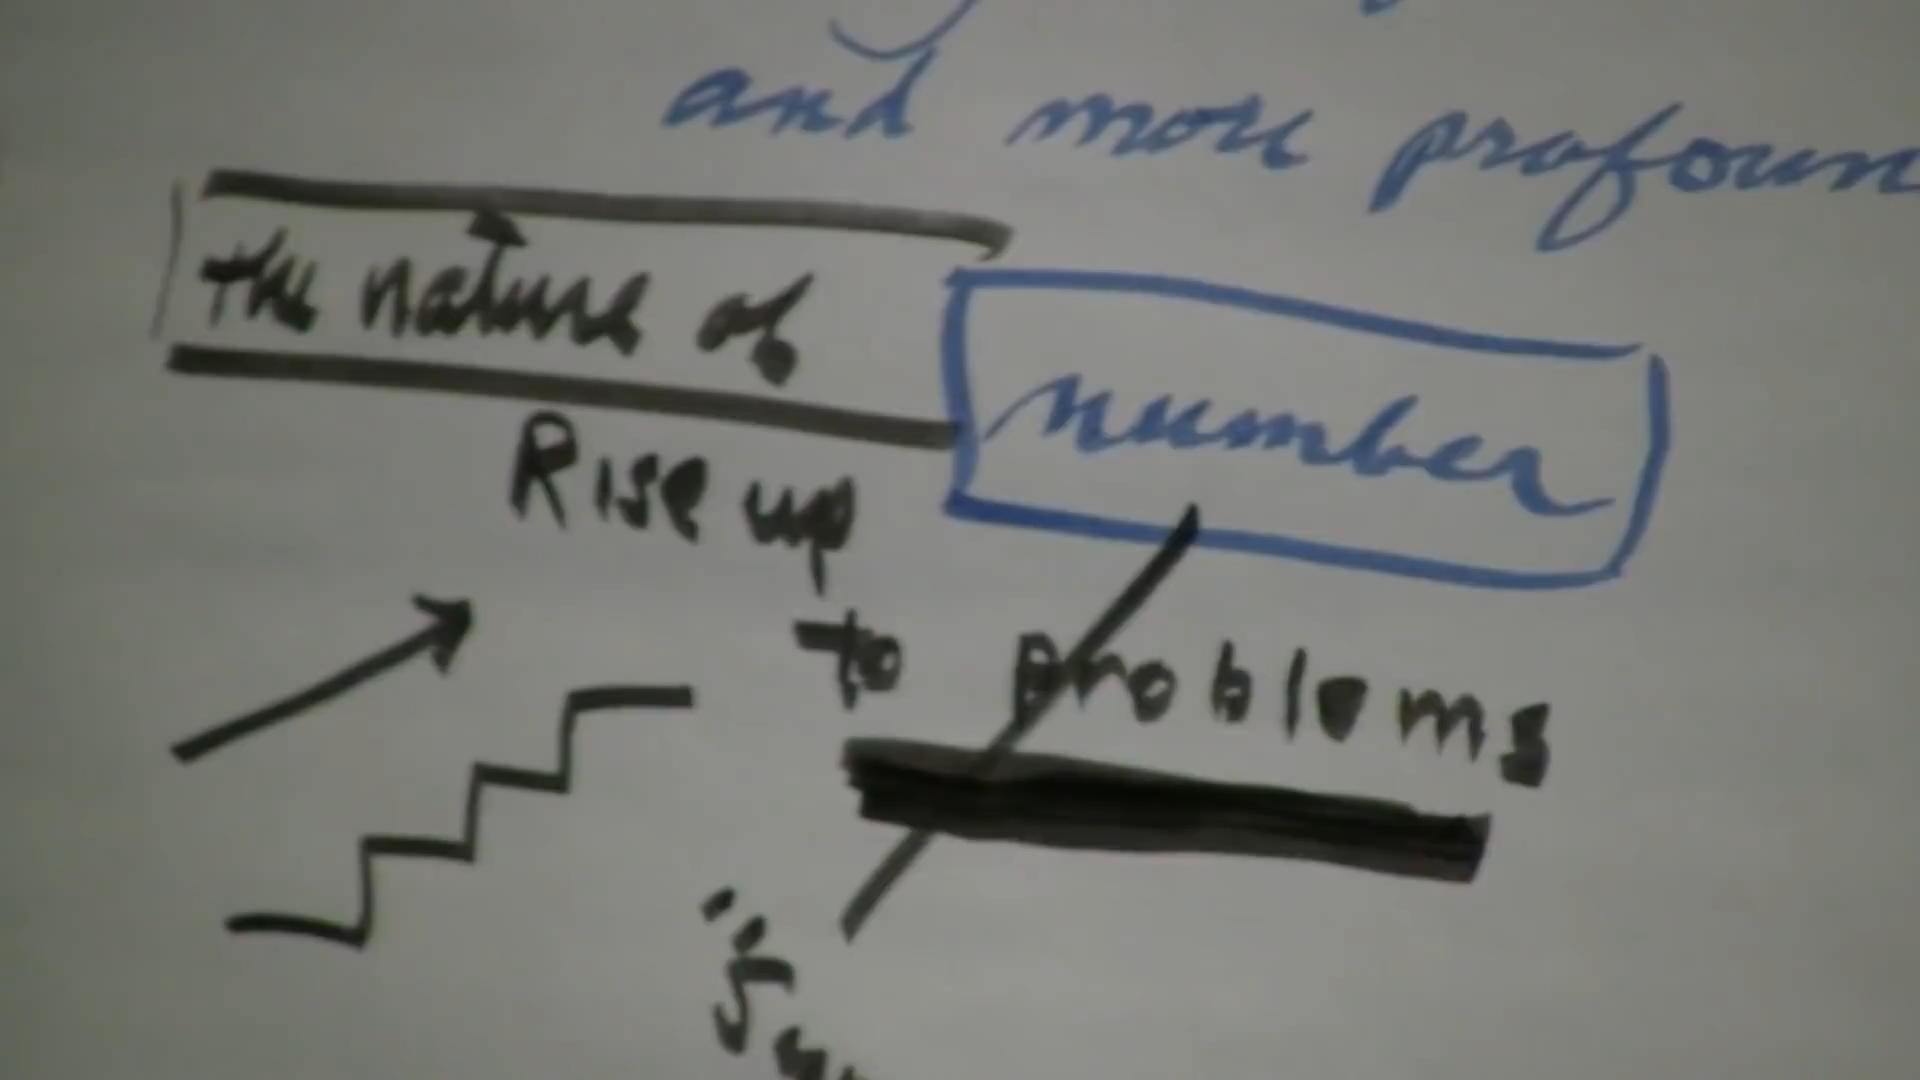 and more profoun
the nature of
number
Rise up
to problems